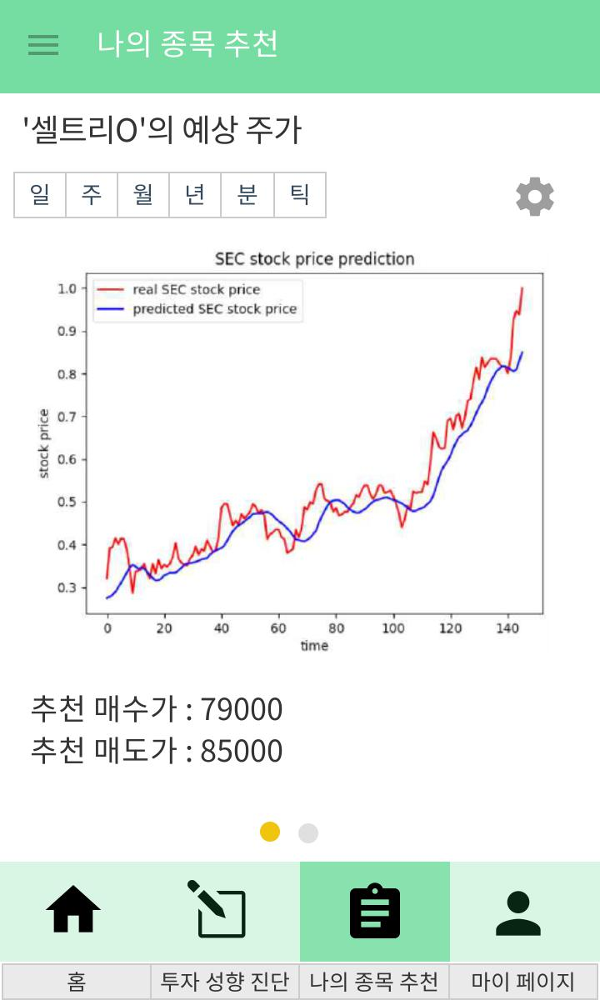 나의 종목 추천
'셀트리O'의 예상 주가
일 주 월 년 분 틱
SEC stock price prediction
real SEC stock price
predicted SEC stock price
1.0
0.9
0.8
0.7
0.6
0.5
0.4
0.3
stock price
0 20 40 60 80 100 120 140
time
추천 매수가 : 79000
추천 매도가 : 85000
홈 투자 성향 진단 나의 종목 추천 마이 페이지